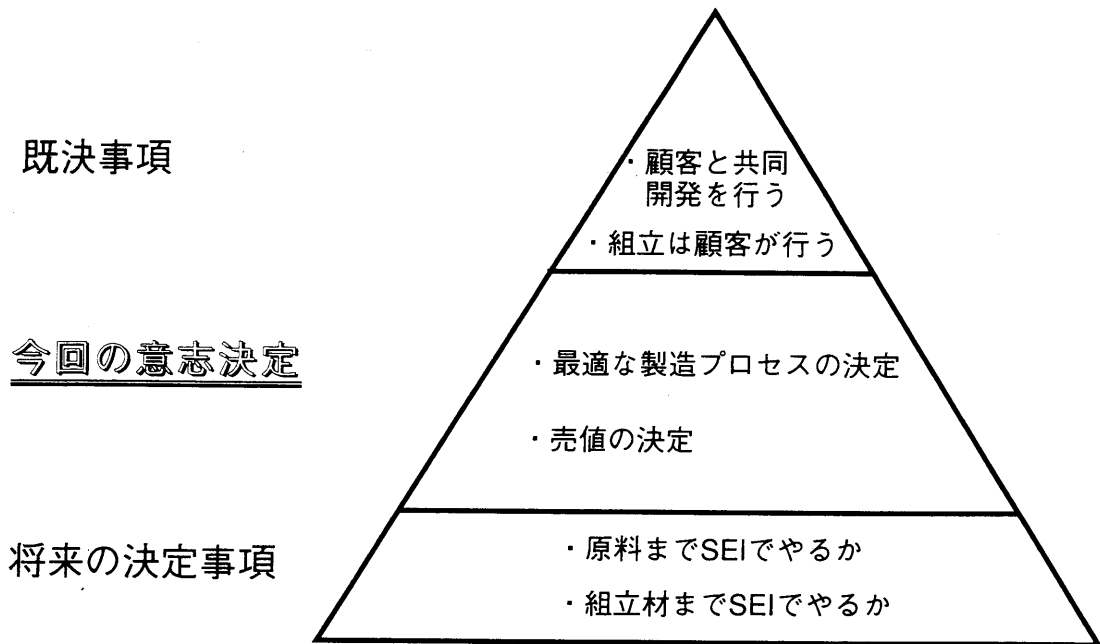 既決事項
・顧客と共同
開発を行う
・組立は顧客が行う
今回の意志決定
・最適な製造プロセスの決定
・売値の決定
将来の決定事項
・原料までSEIでやるか
・組立材までSEIでやるか